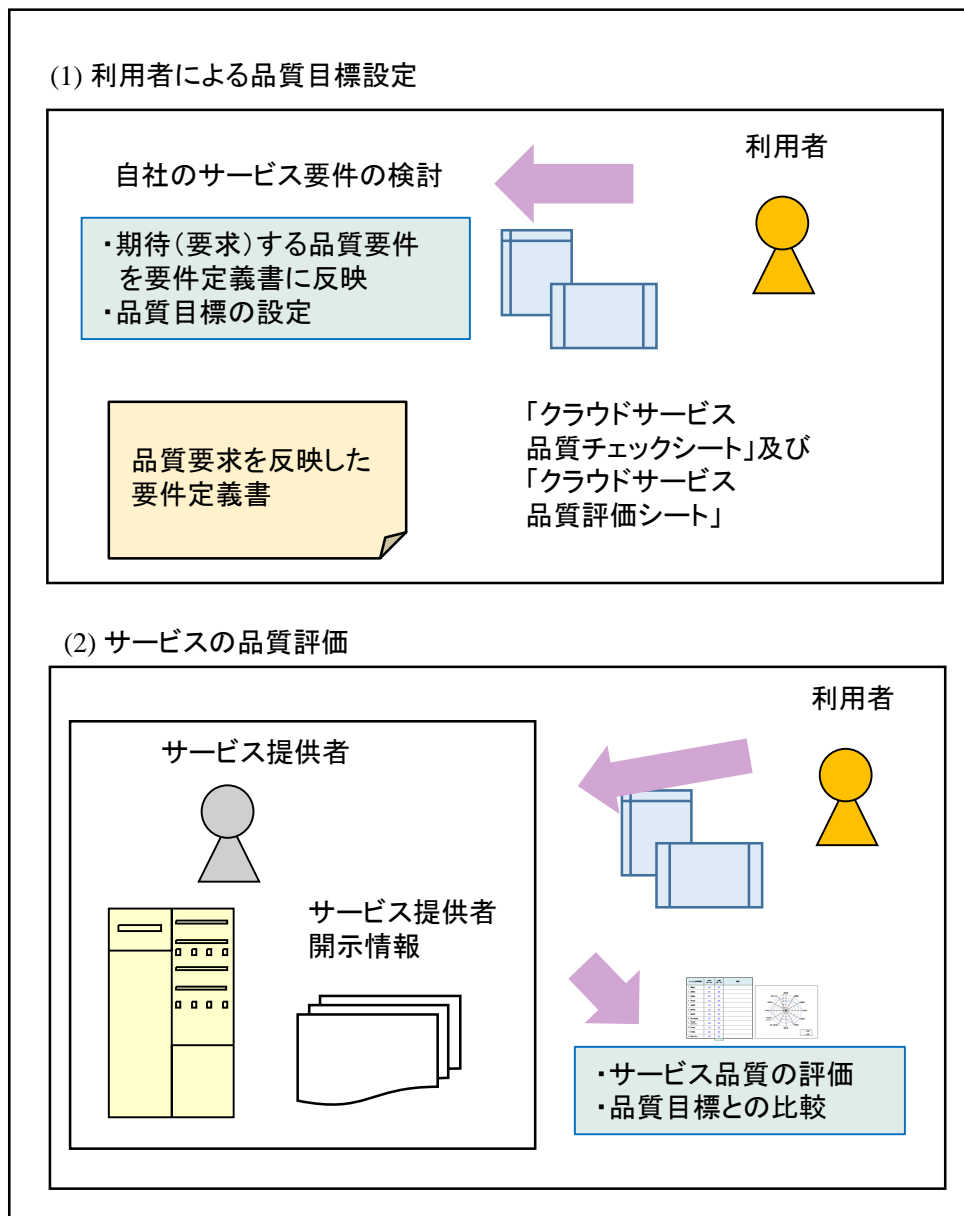 (1) 利用者による品質目標設定
利用者
自社のサービス要件の検討
・期待(要求)する品質要件
を要件定義書に反映
・品質目標の設定
品質要求を反映した
要件定義書
「クラウドサービス
品質チェックシート」及び
「クラウドサービス
品質評価シート」
(2) サービスの品質評価
利用者
サービス提供者
サービス提供者
開示情報
・サービス品質の評価
・品質目標との比較